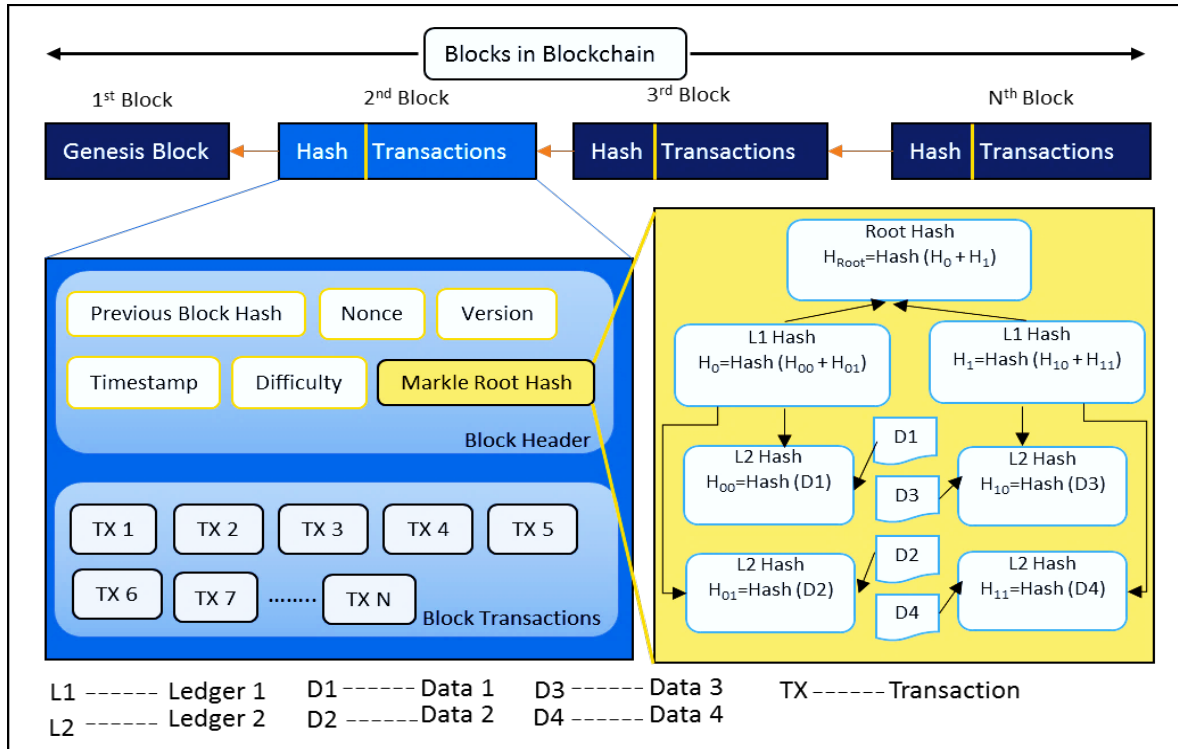 Blocks in Blockchain
1st Block
2nd Block
3rd Block
Nth Block
Genesis Block
Hash
Transactions
Hash
Transactions
Hash
Transactions
Previous Block Hash
Nonce
Version
Timestamp
Difficulty
Markle Root Hash
Block Header
TX 1
TX 2
TX 3
TX 4
TX 5
TX 6
TX 7
........
TX N
Block Transactions
Root Hash
HRoot=Hash (H0 + H1)
L1 Hash
H0=Hash (H00 + H01)
L1 Hash
H1=Hash (H10 + H11)
D1
L2 Hash
H00=Hash (D1)
D3
L2 Hash
H10=Hash (D3)
D2
L2 Hash
H01=Hash (D2)
D4
L2 Hash
H11=Hash (D4)
L1 ------ Ledger 1
L2 ------ Ledger 2
D1 ------ Data 1
D2 ------ Data 2
D3 ------ Data 3
D4 ------ Data 4
TX ------ Transaction